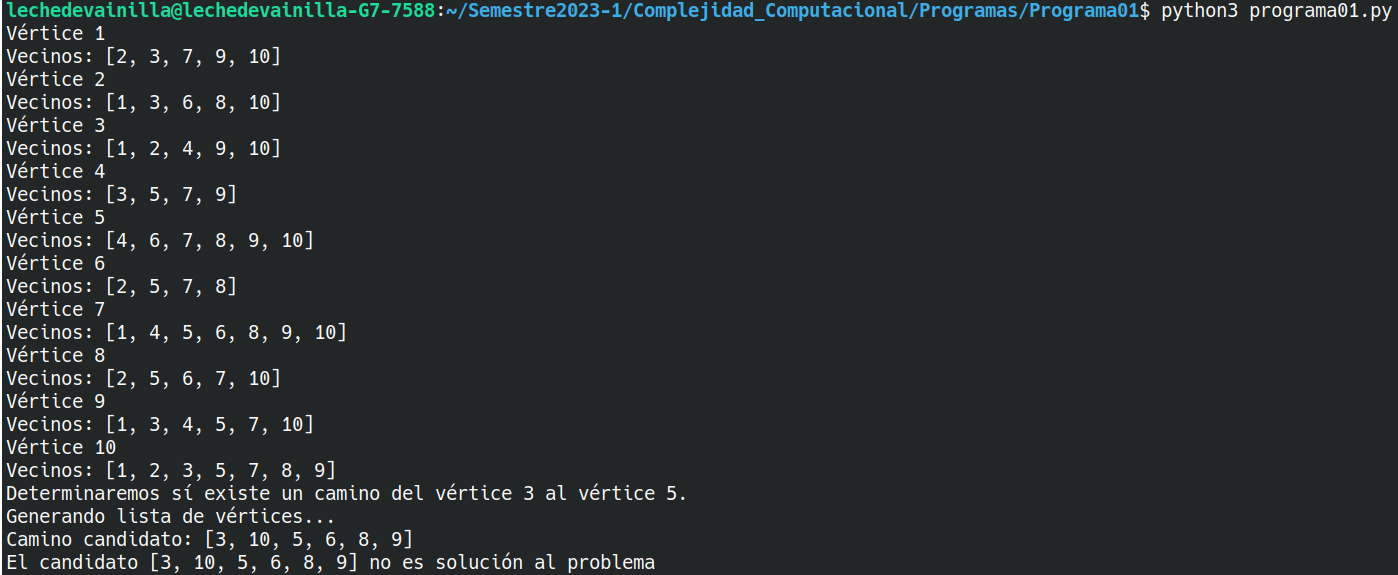 lechedevainilla@lechedevainilla-G7-7588:~/Semestre2023-1/Complejidad_Computacional/Programas/Programa01$ python3 programa01.py
Vértice 1
Vecinos: [2, 3, 7, 9, 10]
Vértice 2
Vecinos: [1, 3, 6, 8, 10]
Vértice 3
Vecinos: [1, 2, 4, 9, 10]
Vértice 4
Vecinos: [3, 5, 7, 9]
Vértice 5
Vecinos: [4, 6, 7, 8, 9, 10]
Vértice 6
Vecinos: [2, 5, 7, 8]
Vértice 7
Vecinos: [1, 4, 5, 6, 8, 9, 10]
Vértice 8
Vecinos: [2, 5, 6, 7, 10]
Vértice 9
Vecinos: [1, 3, 4, 5, 7, 10]
Vértice 10
Vecinos: [1, 2, 3, 5, 7, 8, 9]
Determinaremos sí existe un camino del vértice 3 al vértice 5.
Generando lista de vértices...
Camino candidato: [3, 10, 5, 6, 8, 9]
El candidato [3, 10, 5, 6, 8, 9] no es solución al problema